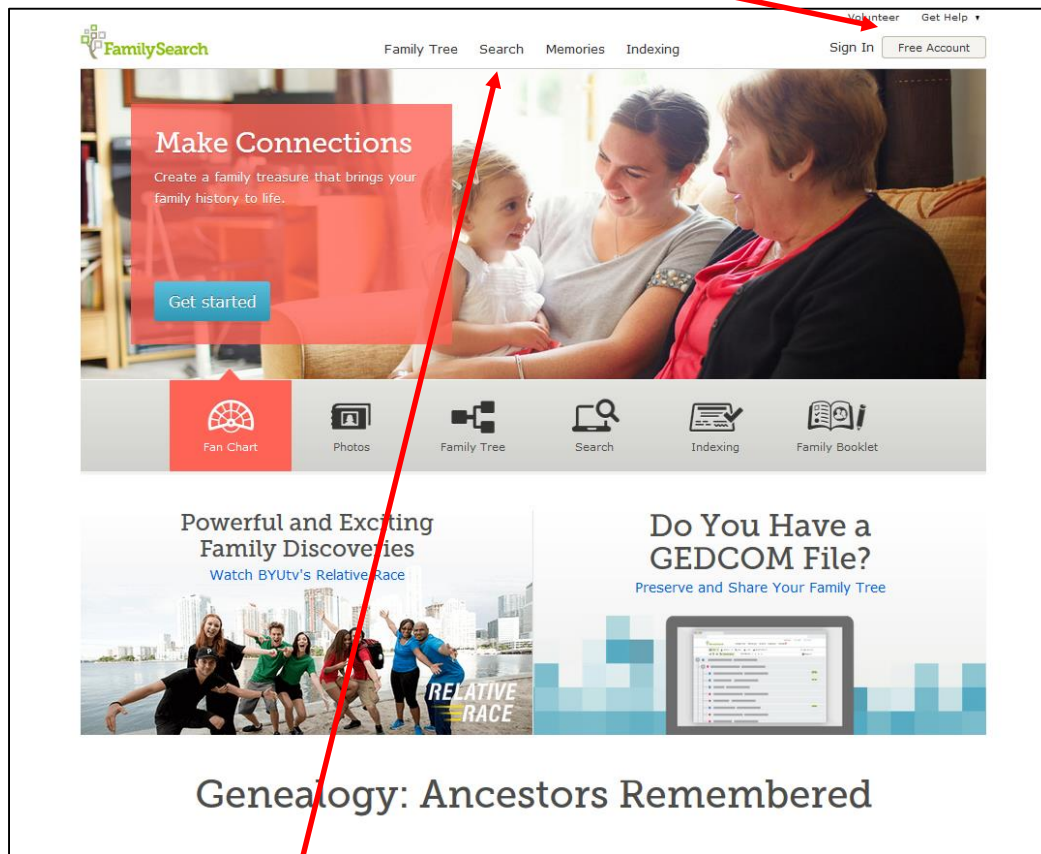 Volunteer Get Help ▾
FamilySearch
Family Tree Search Memories Indexing
Sign In Free Account
Make Connections
Create a family treasure that brings your
family history to life.
Get started
Fan Chart Photos Family Tree Search Indexing Family Booklet
Powerful and Exciting
Family Discoveries
Watch BYUtv's Relative Race
RELATIVE
RACE
Do You Have a
GEDCOM File?
Preserve and Share Your Family Tree
Genealogy: Ancestors Remembered